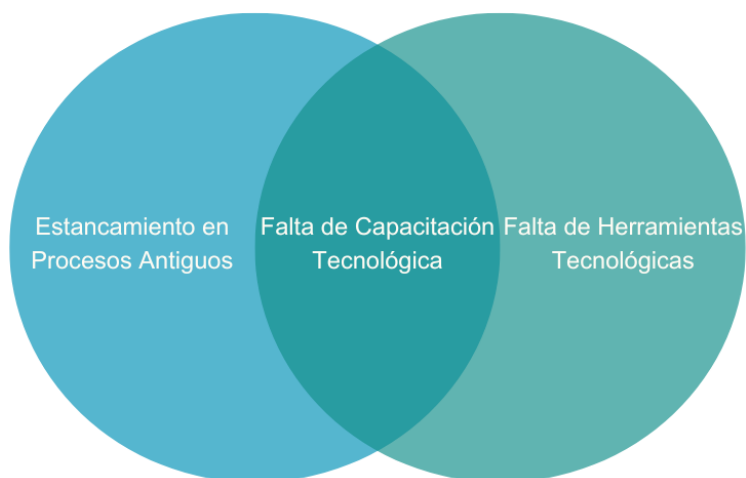 Estancamiento en
Procesos Antiguos
Falta de Capacitación
Tecnológica
Falta de Herramientas
Tecnológicas